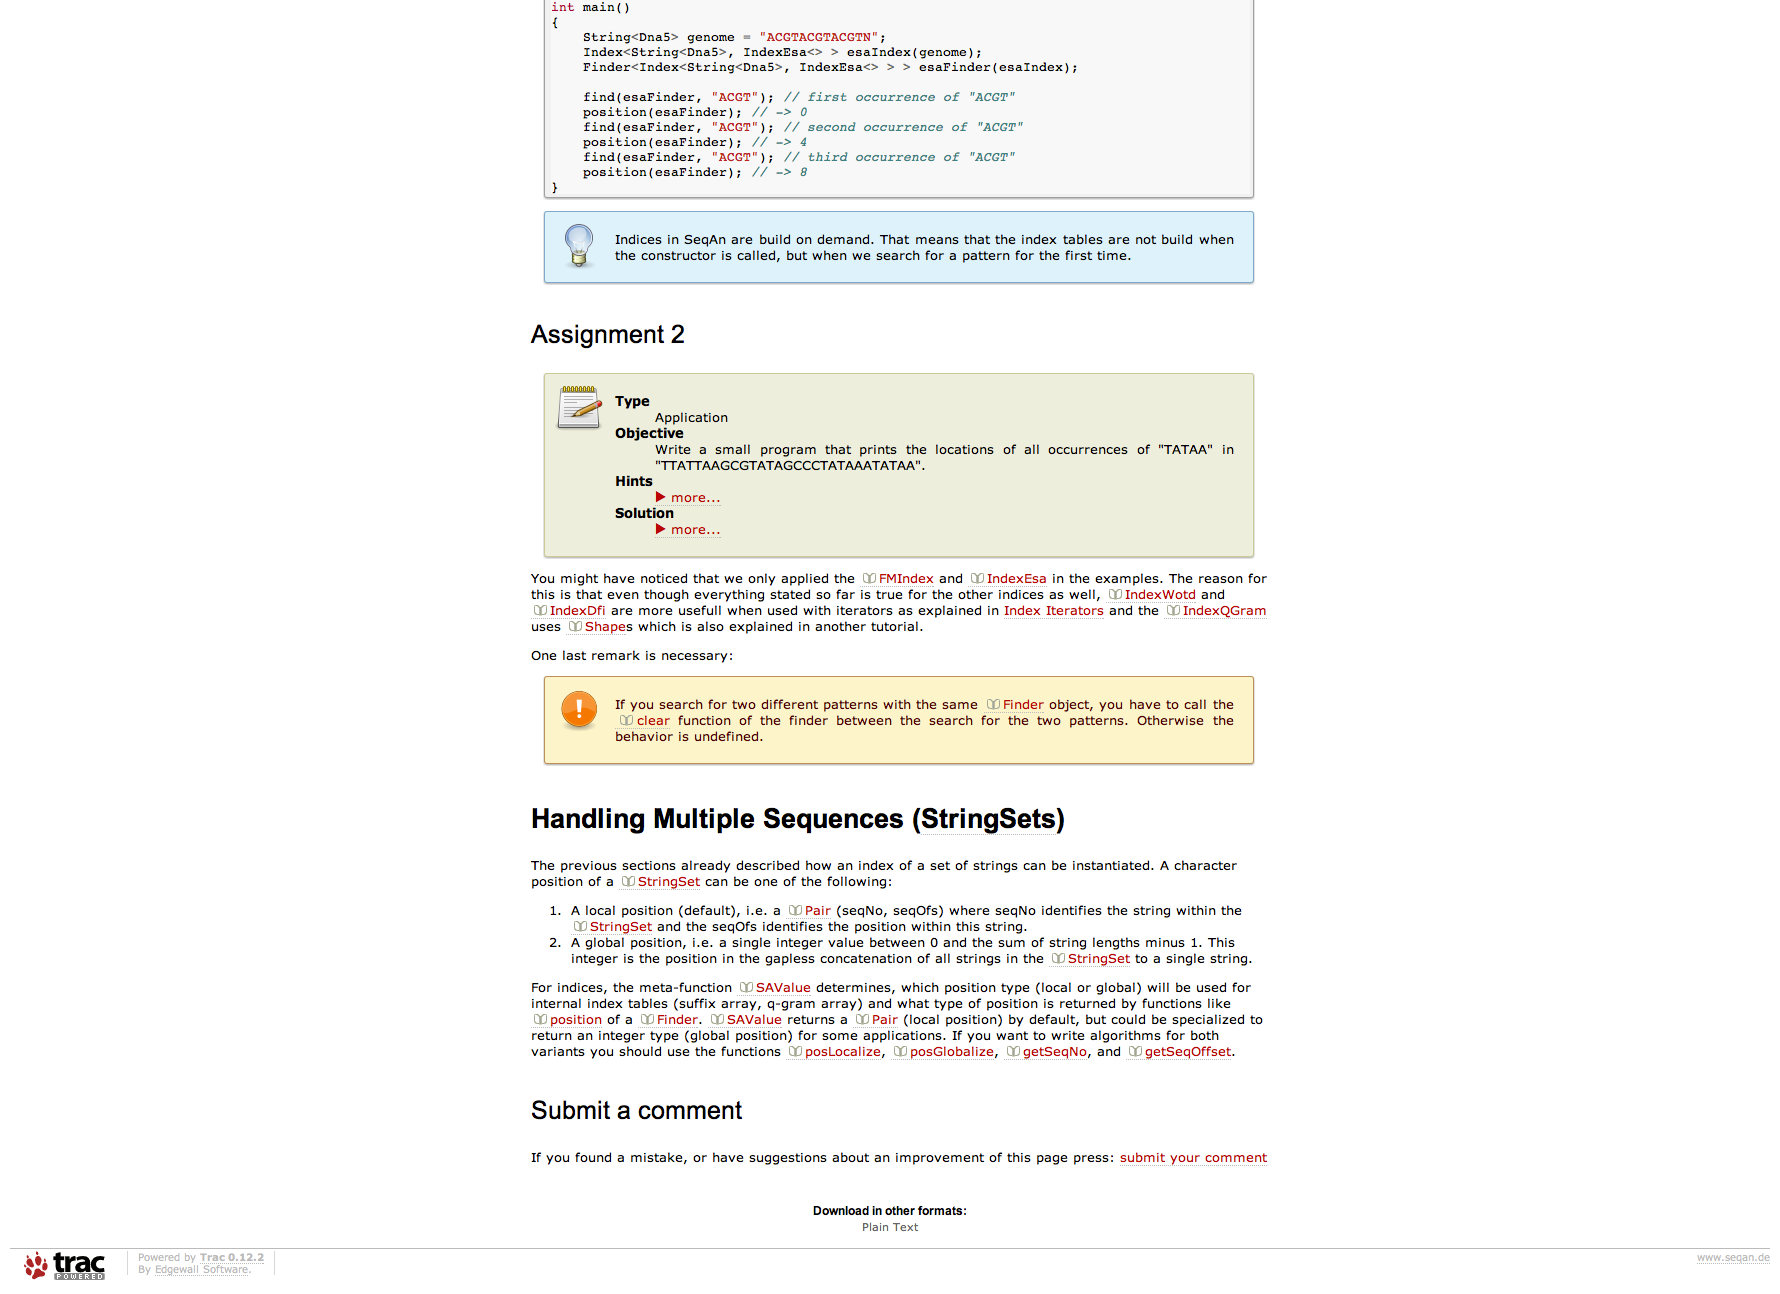 int main()
{
    String<Dna5> genome = "ACGTACGTACGTN";
    Index<String<Dna5>, IndexEsa<> > esaIndex(genome);
    Finder<Index<String<Dna5>, IndexEsa<> > > esaFinder(esaIndex);
    find(esaFinder, "ACGT"); // first occurrence of "ACGT"
    position(esaFinder); // -> 0
    find(esaFinder, "ACGT"); // second occurrence of "ACGT"
    position(esaFinder); // -> 4
    find(esaFinder, "ACGT"); // third occurrence of "ACGT"
    position(esaFinder); // -> 8
}
Indices in SeqAn are build on demand. That means that the index tables are not build when
the constructor is called, but when we search for a pattern for the first time.
Assignment 2
Type
Application
Objective
Write a small program that prints the locations of all occurrences of "TATAA" in
"TTATTAAGCGTATAGCCCTATAAATATAA".
Hints
more...
Solution
more...
You might have noticed that we only applied the FMIndex and IndexEsa in the examples. The reason for
this is that even though everything stated so far is true for the other indices as well, IndexWotd and
IndexDfi are more usefull when used with iterators as explained in Index Iterators and the IndexQGram
uses Shapes which is also explained in another tutorial.
One last remark is necessary:
If you search for two different patterns with the same Finder object, you have to call the
clear function of the finder between the search for the two patterns. Otherwise the
behavior is undefined.
Handling Multiple Sequences (StringSets)
The previous sections already described how an index of a set of strings can be instantiated. A character
position of a StringSet can be one of the following:
1. A local position (default), i.e. a Pair (seqNo, seqOfs) where seqNo identifies the string within the
StringSet and the seqOfs identifies the position within this string.
2. A global position, i.e. a single integer value between 0 and the sum of string lengths minus 1. This
integer is the position in the gapless concatenation of all strings in the StringSet to a single string.
For indices, the meta-function SAValue determines, which position type (local or global) will be used for
internal index tables (suffix array, q-gram array) and what type of position is returned by functions like
position of a Finder. SAValue returns a Pair (local position) by default, but could be specialized to
return an integer type (global position) for some applications. If you want to write algorithms for both
variants you should use the functions posLocalize, posGlobalize, getSeqNo, and getSeqOffset.
Submit a comment
If you found a mistake, or have suggestions about an improvement of this page press: submit your comment
Download in other formats:
Plain Text
trac
POWERED
Powered by Trac 0.12.2
By Edgewall Software.
www.seqan.de